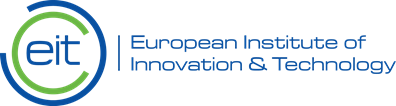 eit
European Institute of
Innovation & Technology